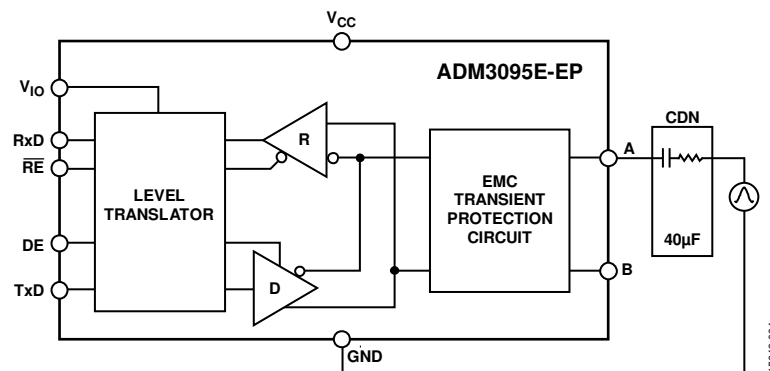 VCC
ADM3095E-EP
VIO
RxD
RE
DE
TxD
LEVEL
TRANSLATOR
R
D
EMC
TRANSIENT
PROTECTION
CIRCUIT
A
B
CDN
40µF
GND